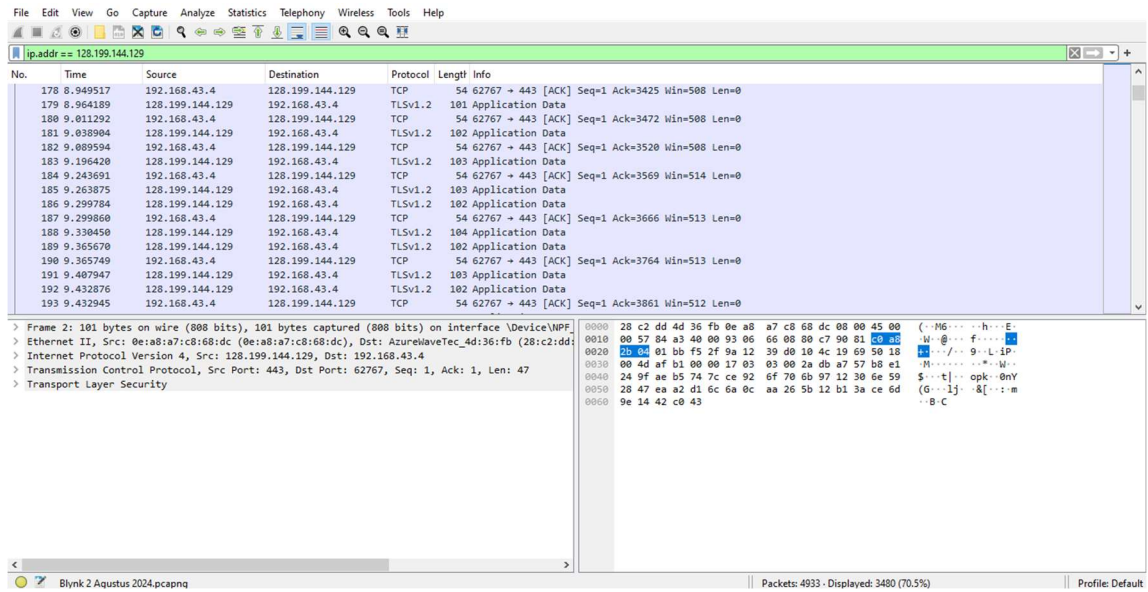 File Edit View Go Capture Analyze Statistics Telephony Wireless Tools Help
ip.addr == 128.199.144.129
No. Time Source Destination Protocol Length Info
178 8.949517 192.168.43.4 128.199.144.129 TCP 54 62767 → 443 [ACK] Seq=1 Ack=3425 Win=508 Len=0
179 8.964189 128.199.144.129 192.168.43.4 TLSv1.2 101 Application Data
180 9.011292 192.168.43.4 128.199.144.129 TCP 54 62767 → 443 [ACK] Seq=1 Ack=3472 Win=508 Len=0
181 9.038904 128.199.144.129 192.168.43.4 TLSv1.2 102 Application Data
182 9.089594 192.168.43.4 128.199.144.129 TCP 54 62767 → 443 [ACK] Seq=1 Ack=3520 Win=508 Len=0
183 9.196420 128.199.144.129 192.168.43.4 TLSv1.2 103 Application Data
184 9.243691 192.168.43.4 128.199.144.129 TCP 54 62767 → 443 [ACK] Seq=1 Ack=3569 Win=514 Len=0
185 9.263875 128.199.144.129 192.168.43.4 TLSv1.2 103 Application Data
186 9.299784 128.199.144.129 192.168.43.4 TLSv1.2 102 Application Data
187 9.299860 192.168.43.4 128.199.144.129 TCP 54 62767 → 443 [ACK] Seq=1 Ack=3666 Win=513 Len=0
188 9.330450 128.199.144.129 192.168.43.4 TLSv1.2 104 Application Data
189 9.365670 128.199.144.129 192.168.43.4 TLSv1.2 102 Application Data
190 9.365749 192.168.43.4 128.199.144.129 TCP 54 62767 → 443 [ACK] Seq=1 Ack=3764 Win=513 Len=0
191 9.407947 128.199.144.129 192.168.43.4 TLSv1.2 103 Application Data
192 9.432876 128.199.144.129 192.168.43.4 TLSv1.2 102 Application Data
193 9.432945 192.168.43.4 128.199.144.129 TCP 54 62767 → 443 [ACK] Seq=1 Ack=3861 Win=512 Len=0
> Frame 2: 101 bytes on wire (808 bits), 101 bytes captured (808 bits) on interface \Device\NPF_
> Ethernet II, Src: 0e:a8:a7:c8:68:dc (0e:a8:a7:c8:68:dc), Dst: AzureWaveTec_4d:36:fb (28:c2:dd:
> Internet Protocol Version 4, Src: 128.199.144.129, Dst: 192.168.43.4
> Transmission Control Protocol, Src Port: 443, Dst Port: 62767, Seq: 1, Ack: 1, Len: 47
> Transport Layer Security
0000 28 c2 dd 4d 36 fb 0e a8 a7 c8 68 dc 08 00 45 00 (··M6··· ··h···E·
0010 00 57 84 a3 40 00 93 06 66 08 80 c7 90 81 c0 a8 ·W··@··· f·······
0020 2b 04 01 bb f5 2f 9a 12 39 d0 10 4c 19 69 50 18 +····/·· 9··L·iP·
0030 00 4d af b1 00 00 17 03 03 00 2a db a7 57 b8 e1 ·M······ ··*··W··
0040 24 9f ae b5 74 7c ce 92 6f 70 6b 97 12 30 6e 59 $···t|·· opk··0nY
0050 28 47 ea a2 d1 6c 6a 0c aa 26 5b 12 b1 3a ce 6d (G···lj· ·&[··:·m
0060 9e 14 42 c0 43 ··B·C
Blynk 2 Agustus 2024.pcapng Packets: 4933 · Displayed: 3480 (70.5%) Profile: Default